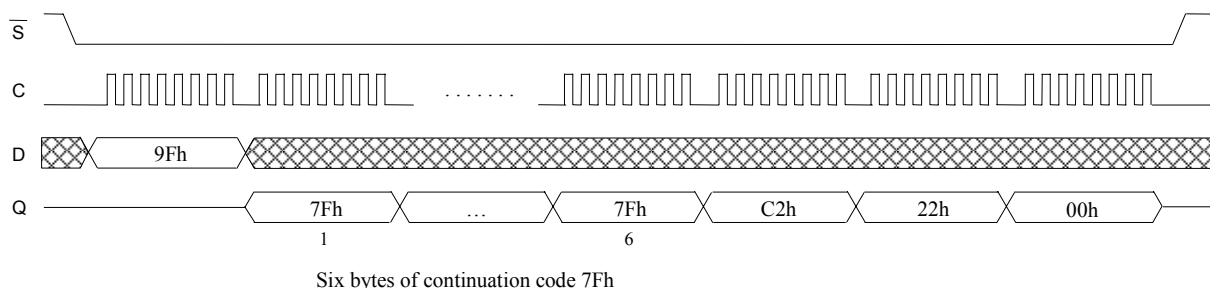 S
C . . . . . . .
D 9Fh
Q 7Fh ... 7Fh C2h 22h 00h
1 6
Six bytes of continuation code 7Fh